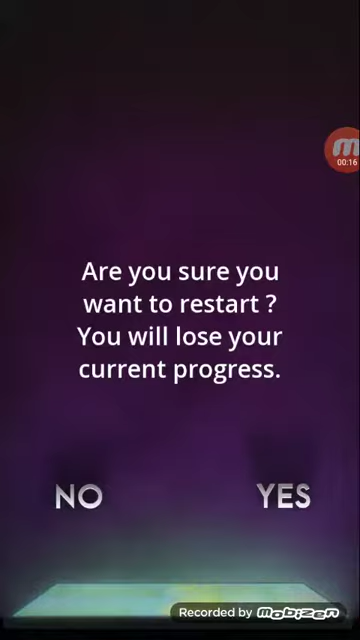 00:16
Are you sure you
want to restart ?
You will lose your
current progress.
NO YES
Recorded by mobizen